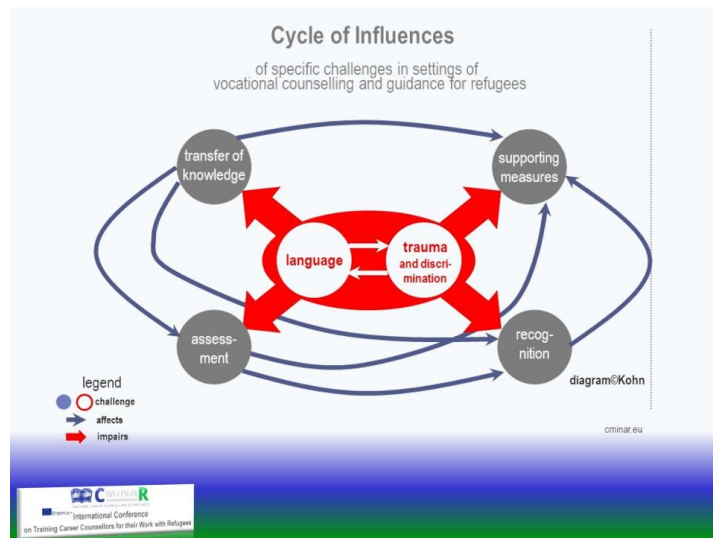 Cycle of Influences
of specific challenges in settings of
vocational counselling and guidance for refugees
transfer of
knowledge
supporting
measures
language
trauma
and discri-
mination
assess-
ment
recog-
nition
diagram©Kohn
legend
challenge
affects
impairs
cminar.eu
CMINAR
International Conference
on Training Career Counsellors for their Work with Refugees